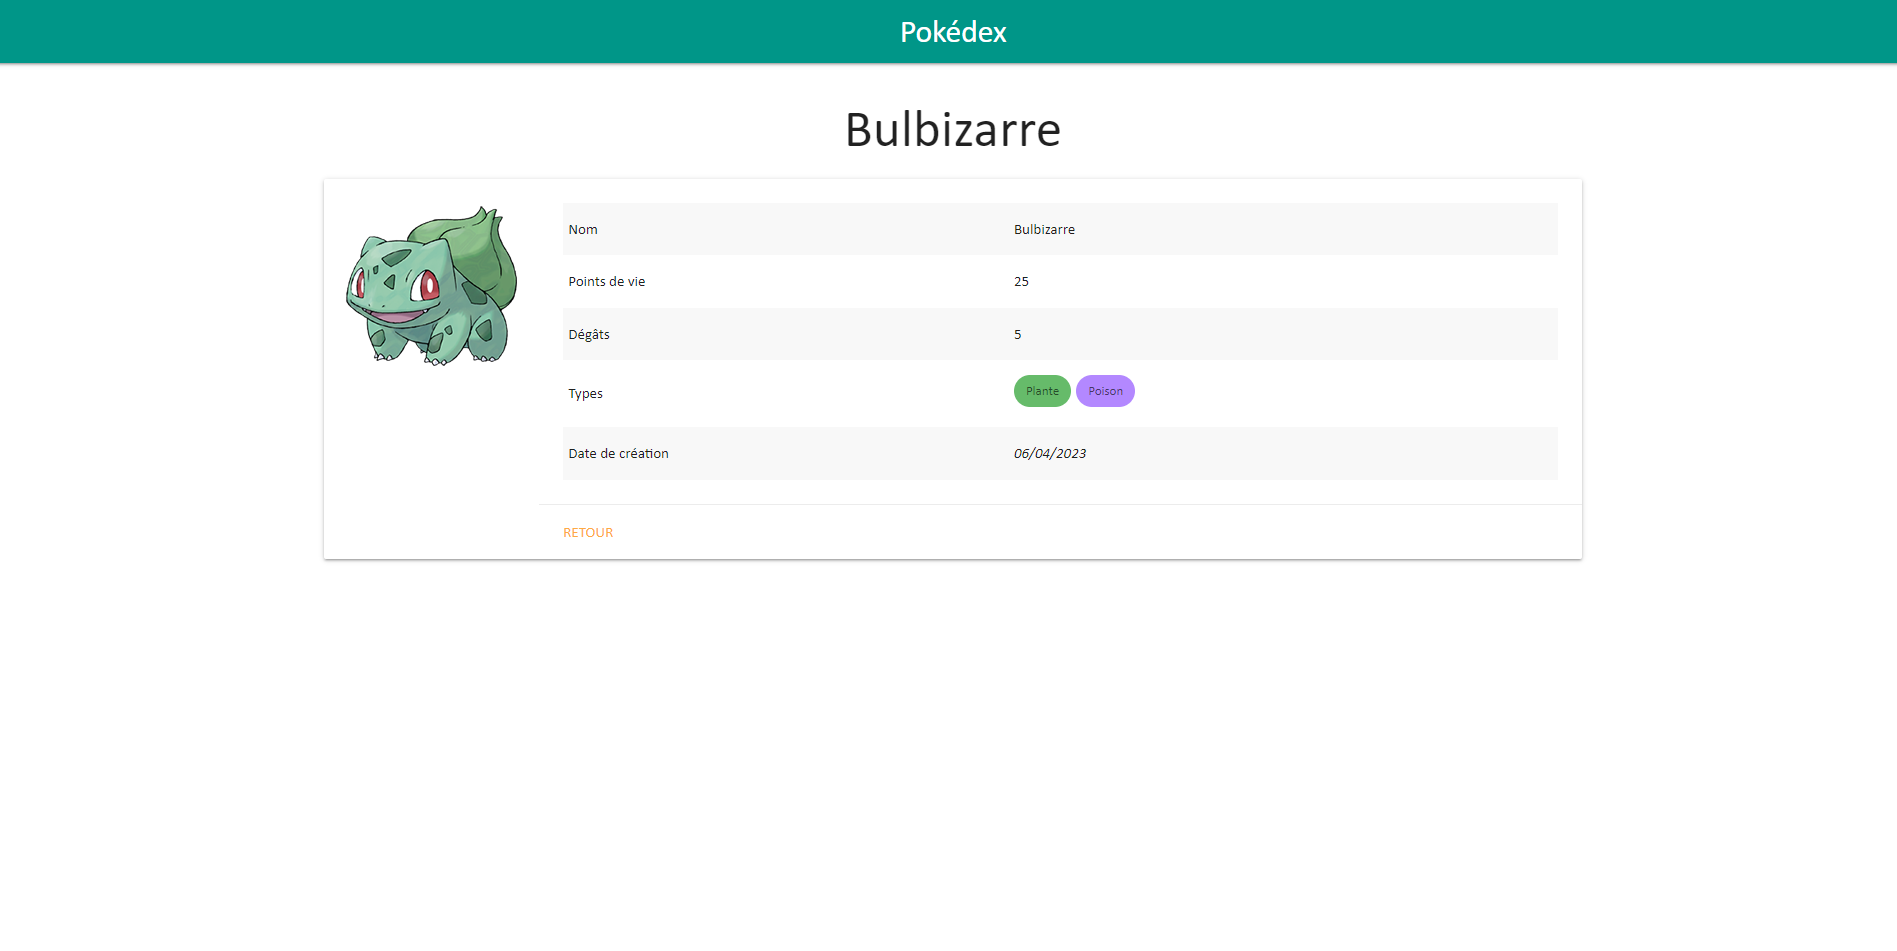 Pokédex
Bulbizarre
Nom Bulbizarre
Points de vie 25
Dégâts 5
Types Plante Poison
Date de création 06/04/2023
RETOUR